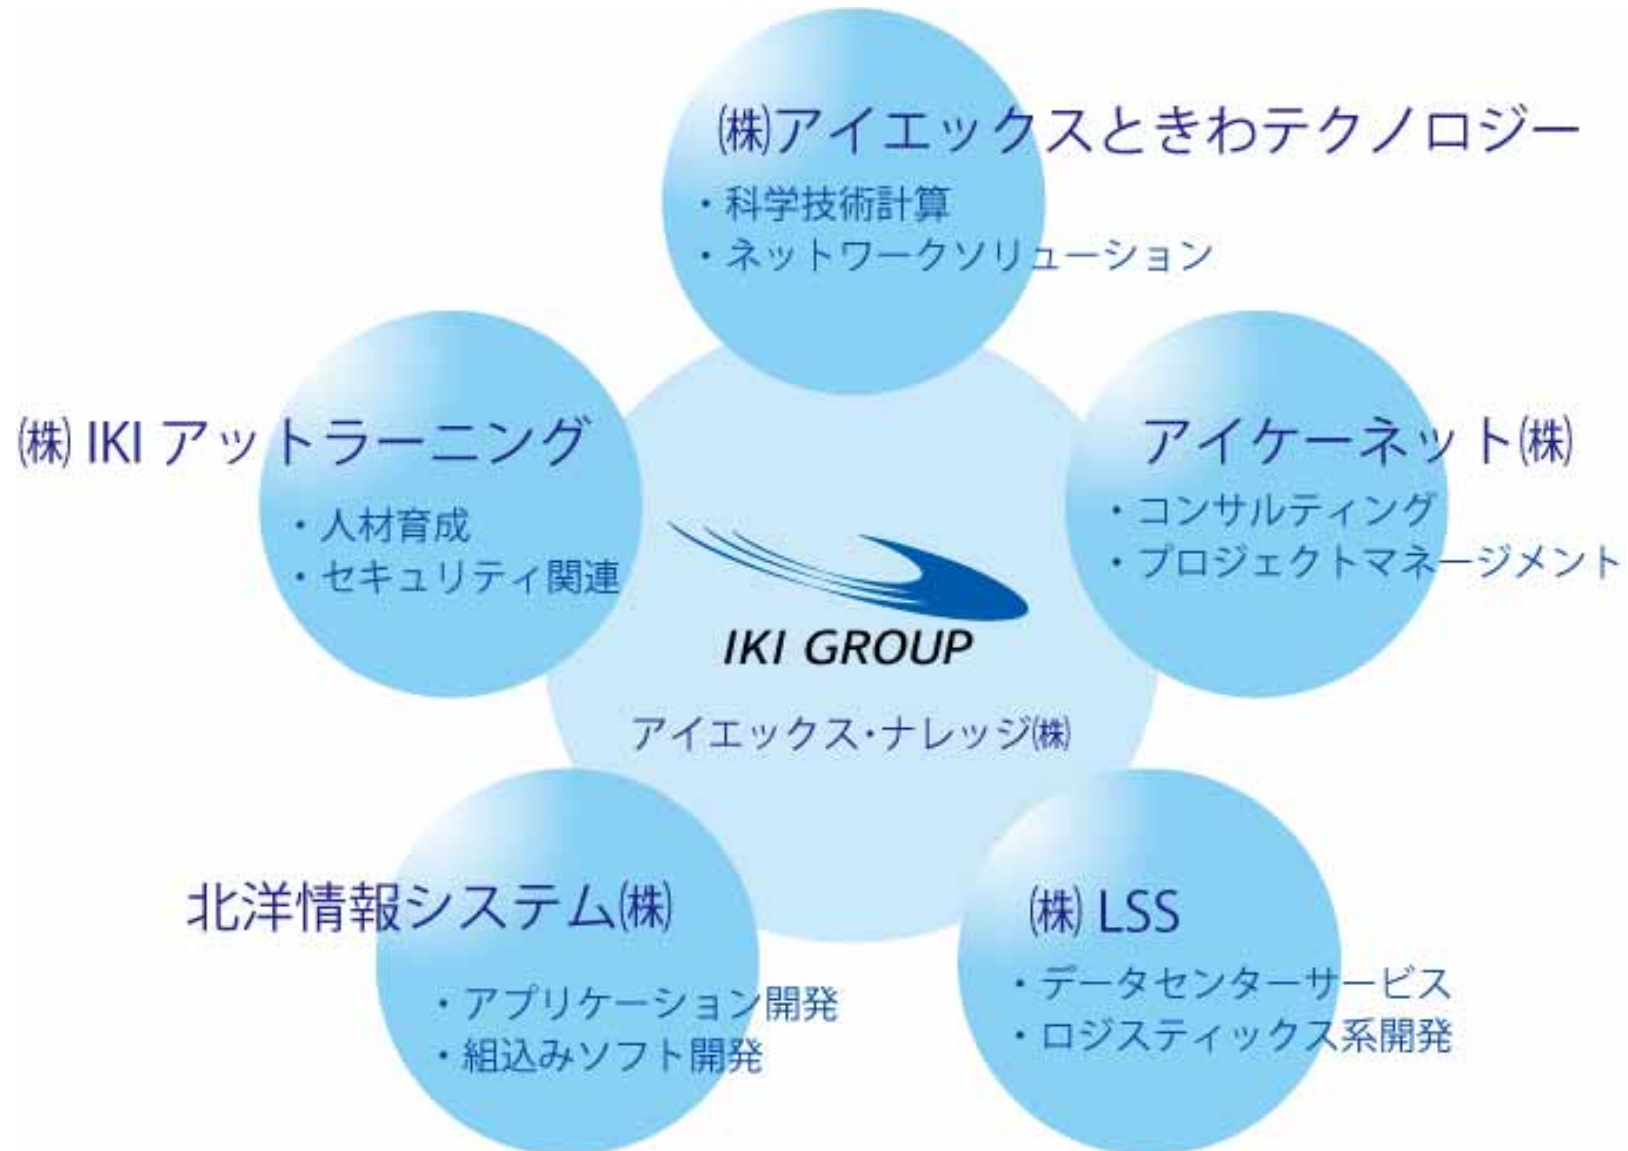 ㈱アイエックスときわテクノロジー
・科学技術計算
・ネットワークソリューション
㈱IKIアットラーニング
・人材育成
・セキュリティ関連
アイケーネット㈱
・コンサルティング
・プロジェクトマネージジメント
IKI GROUP
アイエックス・ナレッジ㈱
北洋情報システム㈱
・アプリケーション開発
・組込みソフト開発
㈱LSS
・データセンターサービス
・ロジスティックス系開発